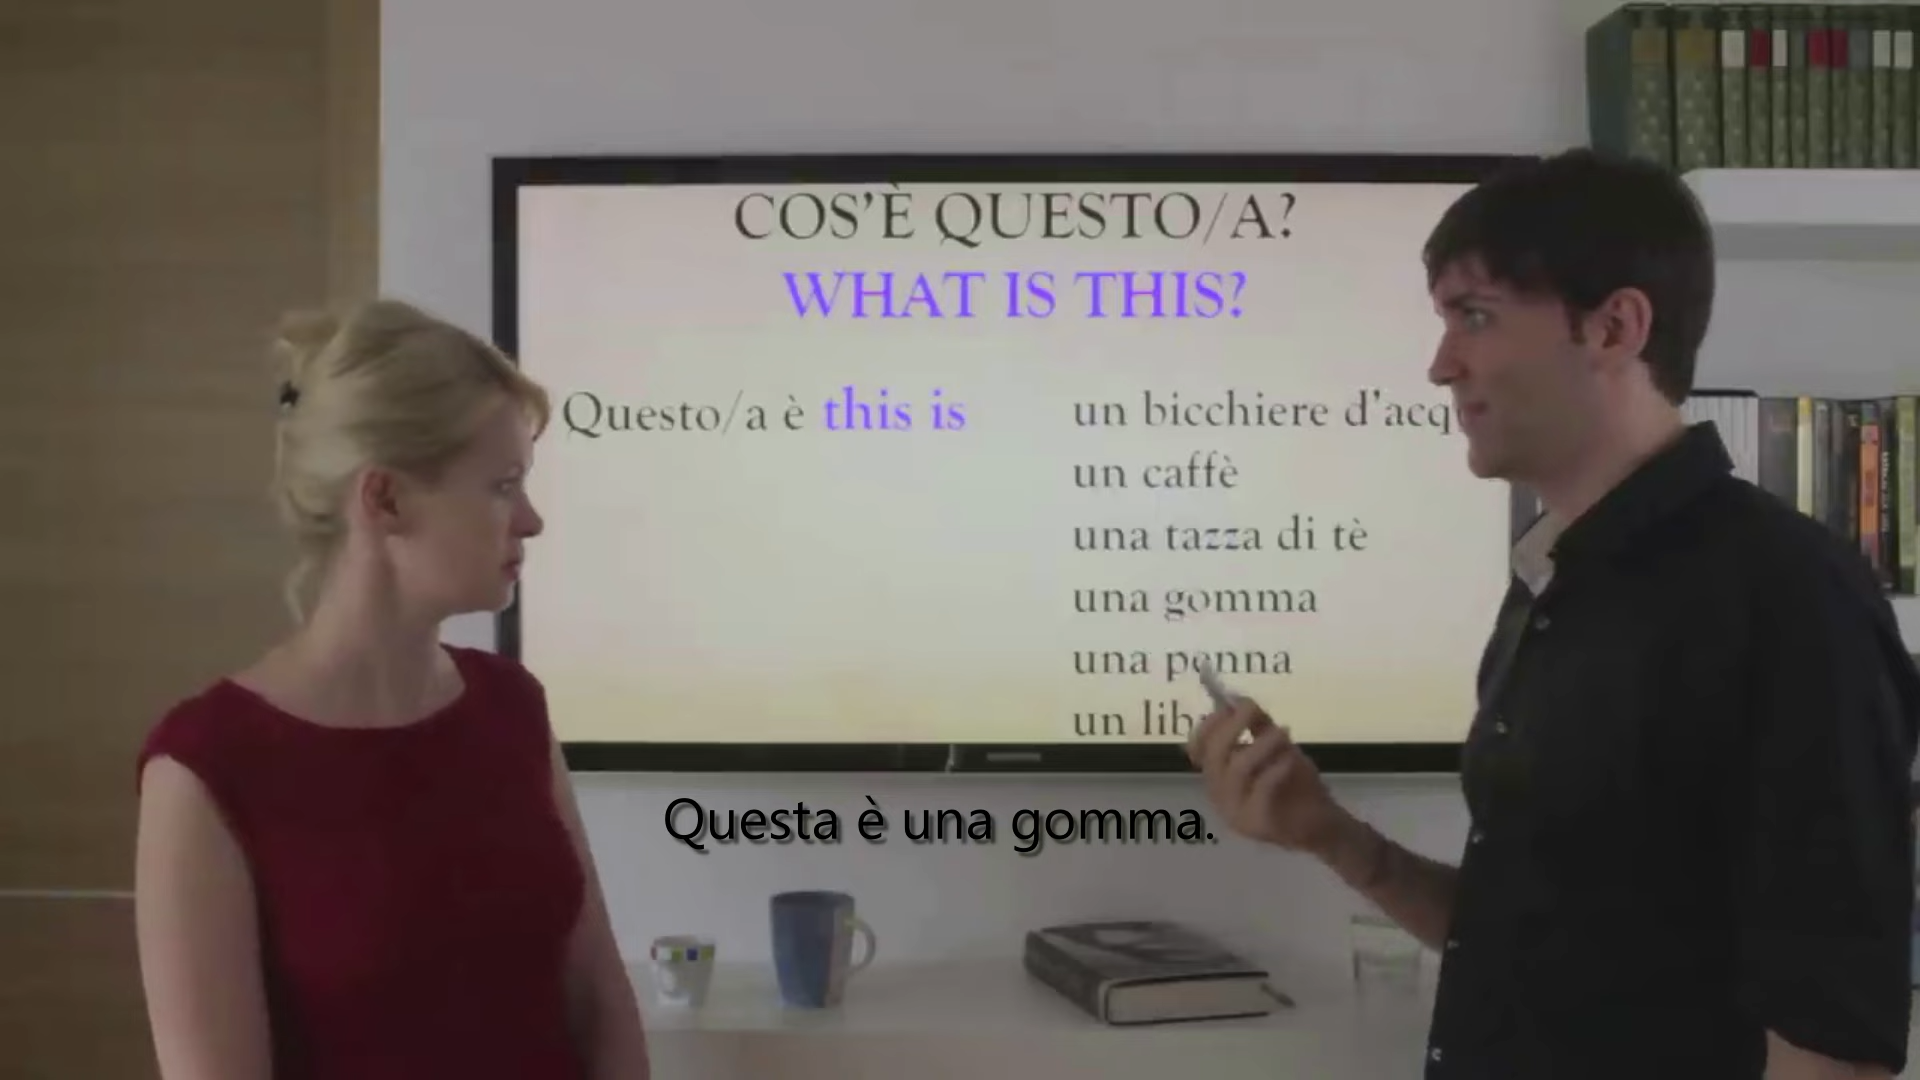 COS'È QUESTO/A?
WHAT IS THIS?
Questo/a è this is
un bicchiere
un caffè
una tazza di tè
una gomma
una penna
un
Questa è una gomma.